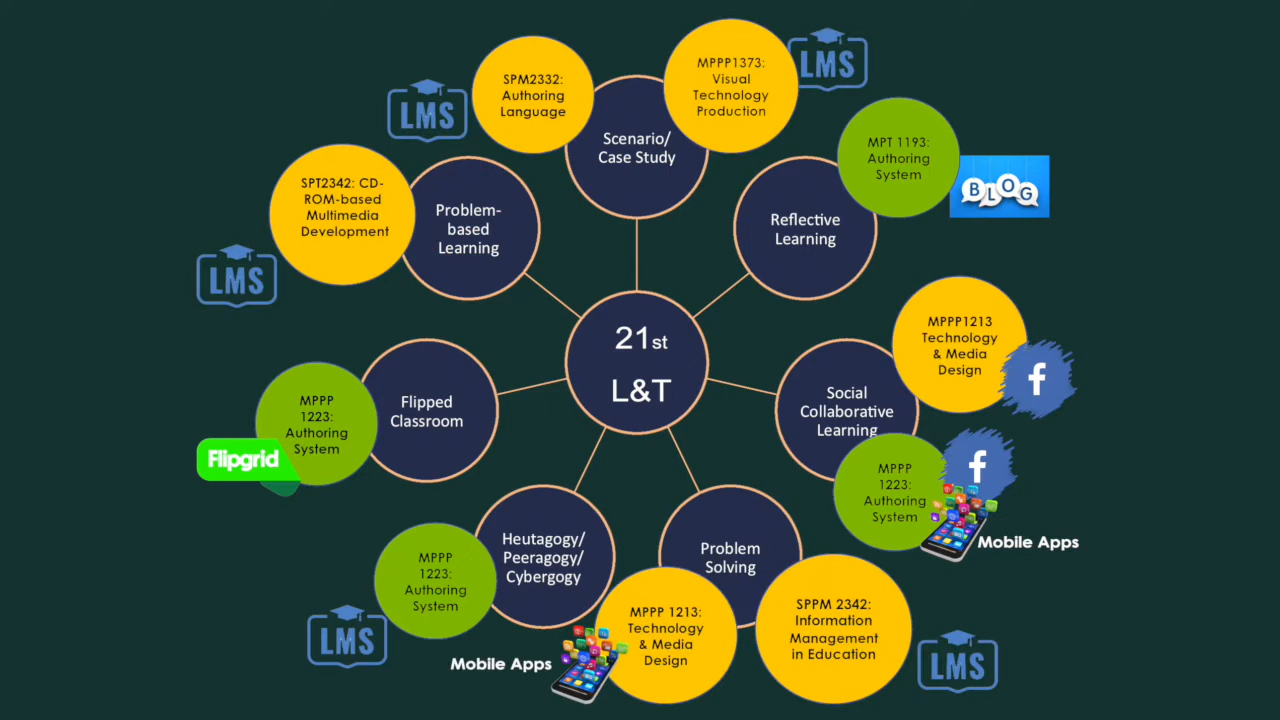 SPM2332:
Authoring
Language
MPPP1373:
Visual
Technology
Production
LMS
LMS
Scenario/
Case Study
MPT 1193:
Authoring
System
BLOG
SPT2342: CD-
ROM-based
Multimedia
Development
Problem-
based
Learning
Reflective
Learning
LMS
21st
L&T
MPPP1213
Technology
& Media
Design
f
Social
Collaborative
Learning
MPPP
1223:
Authoring
System
Flipped
Classroom
Flipgrid
MPPP
1223:
Authoring
System
f
Mobile Apps
Heutagogy/
Peeragogy/
Cybergogy
Problem
Solving
MPPP
1223:
Authoring
System
LMS
MPPP 1213:
Technology
& Media
Design
Mobile Apps
SPPM 2342:
Information
Management
in Education
LMS